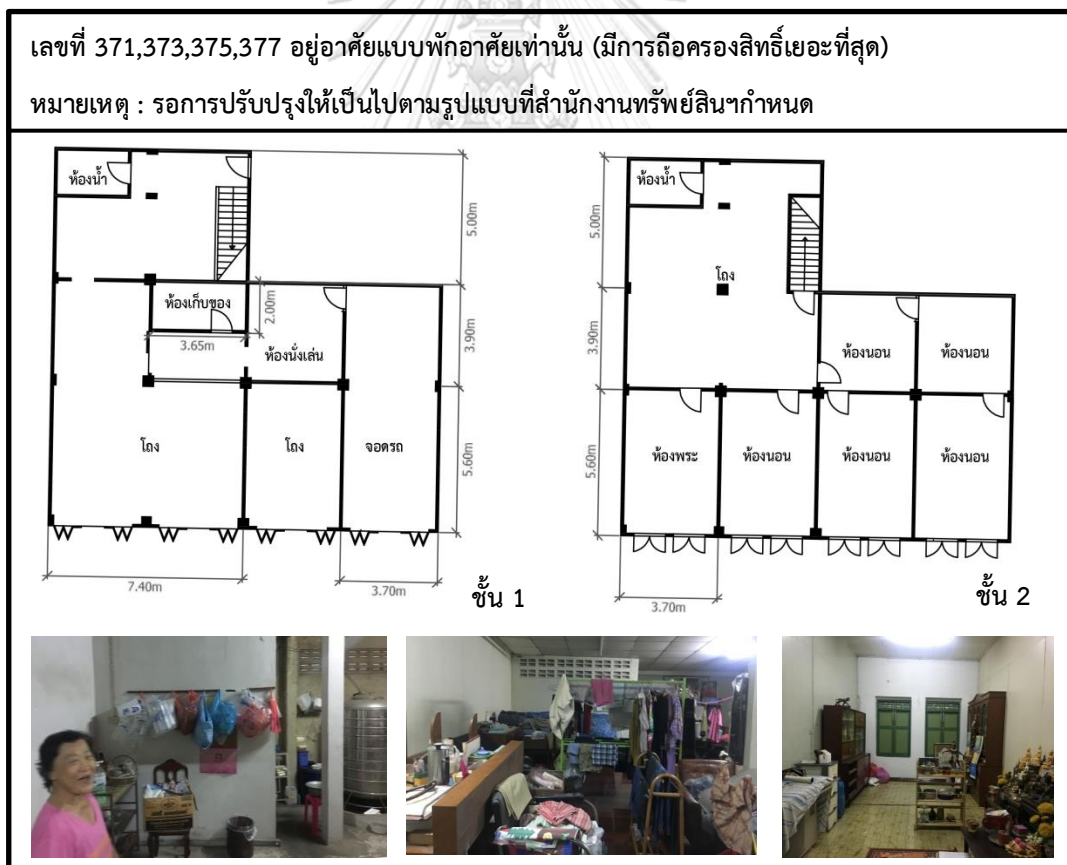 เลขที่ 371,373,375,377 อยู่อาศัยแบบพักอาศัยเท่านั้น (มีการถือครองสิทธิ์เยอะที่สุด)
หมายเหตุ : รอการปรับปรุงให้เป็นไปตามรูปแบบที่สำนักงานทรัพย์สินฯกำหนด
ห้องน้ำ
5.00m
ห้องเก็บของ
2.00m
3.65m
ห้องนั่งเล่น
3.90m
โถง
โถง
จอดรถ
5.60m
7.40m
3.70m
ชั้น 1
ห้องน้ำ
5.00m
โถง
3.90m
ห้องนอน
ห้องนอน
5.60m
ห้องพระ
ห้องนอน
ห้องนอน
ห้องนอน
3.70m
ชั้น 2